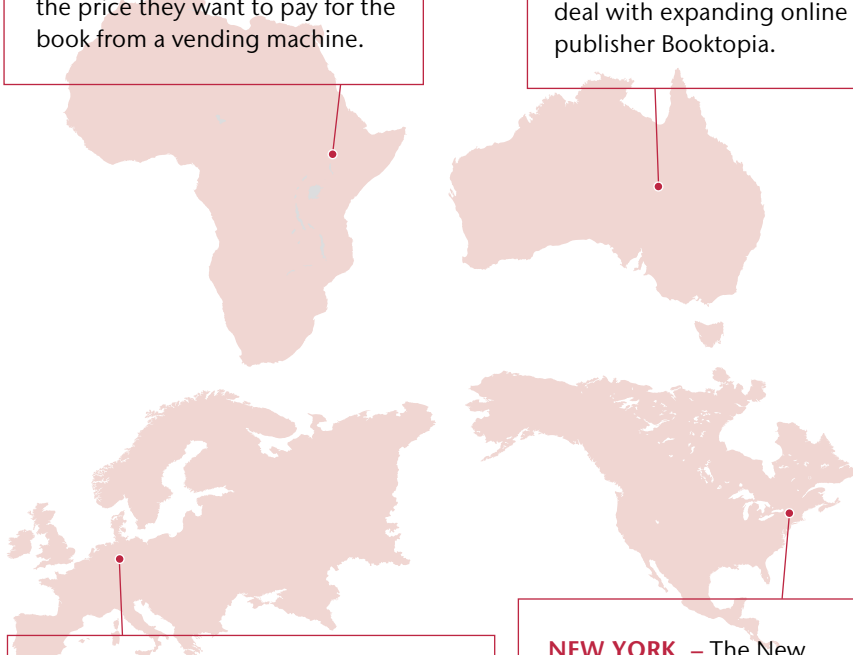 the price they want to pay for the
book from a vending machine.
deal with expanding online
publisher Booktopia.
NEW YORK – The New